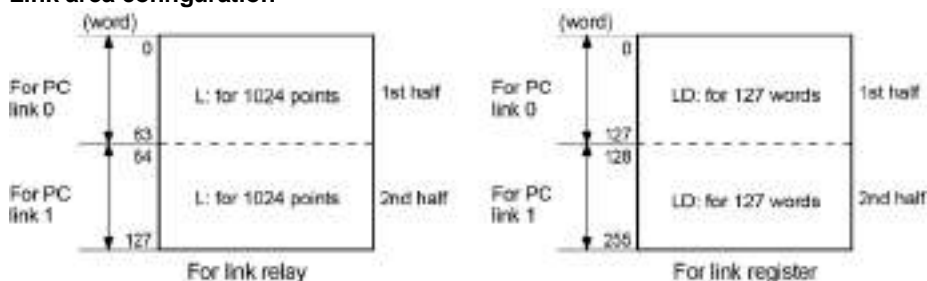 Link area configuration
(word)
0
For PC
link 0
L: for 1024 points
1st half
63
64
For PC
link 1
L: for 1024 points
2nd half
127
For link relay
(word)
0
For PC
link 0
LD: for 127 words
1st half
127
128
For PC
link 1
LD: for 127 words
2nd half
255
For link register